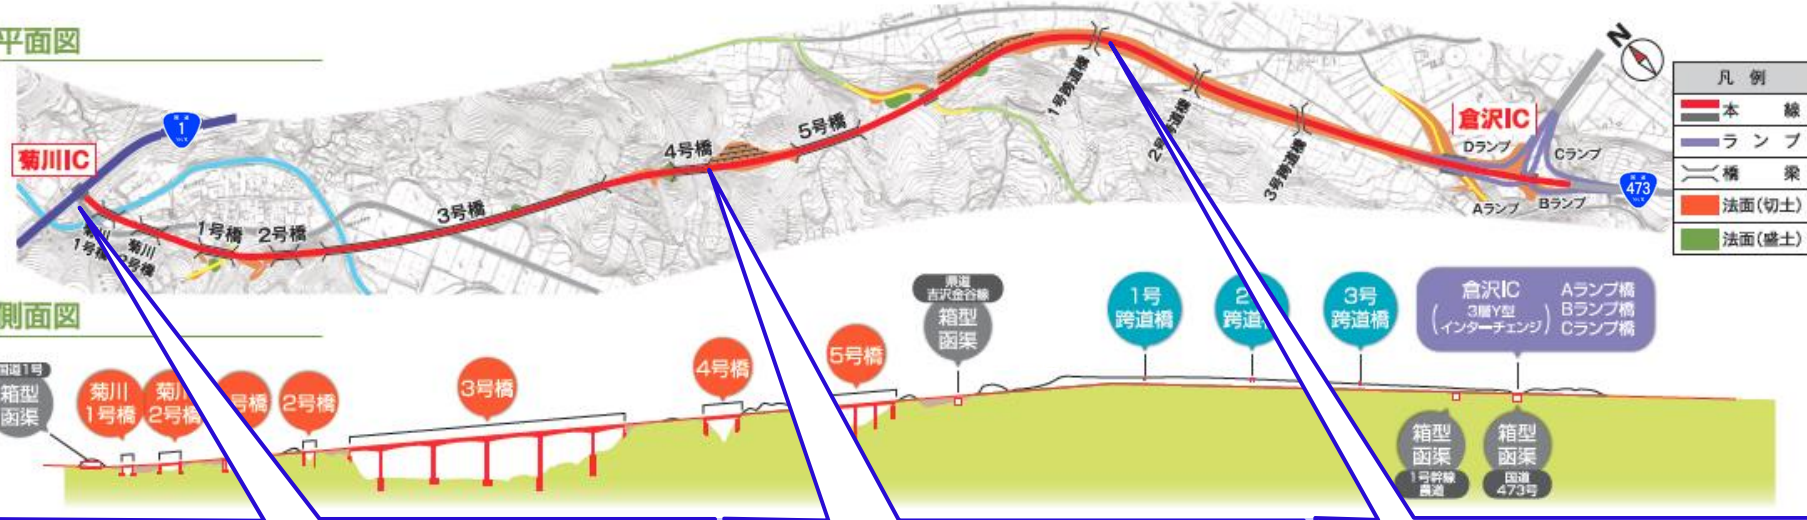 平面図
菊川IC
1
菊川
1号橋
菊川
2号橋
1号橋
2号橋
3号橋
4号橋
5号橋
1号跨道橋
2号跨道橋
3号跨道橋
倉沢IC
Dランプ
Cランプ
Aランプ
Bランプ
473
N
凡 例
本 線
ランプ
橋 梁
法面(切土)
法面(盛土)
側面図
国道1号
箱型
函渠
菊川
1号橋
菊川
2号橋
号橋
2号橋
3号橋
4号橋
5号橋
県道
吉沢金谷線
箱型
函渠
1号
跨道橋
2
跨道橋
3号
跨道橋
倉沢IC
(3層Y型
インターチェンジ)
Aランプ橋
Bランプ橋
Cランプ橋
箱型
函渠
1号幹線
農道
箱型
函渠
国道
473号